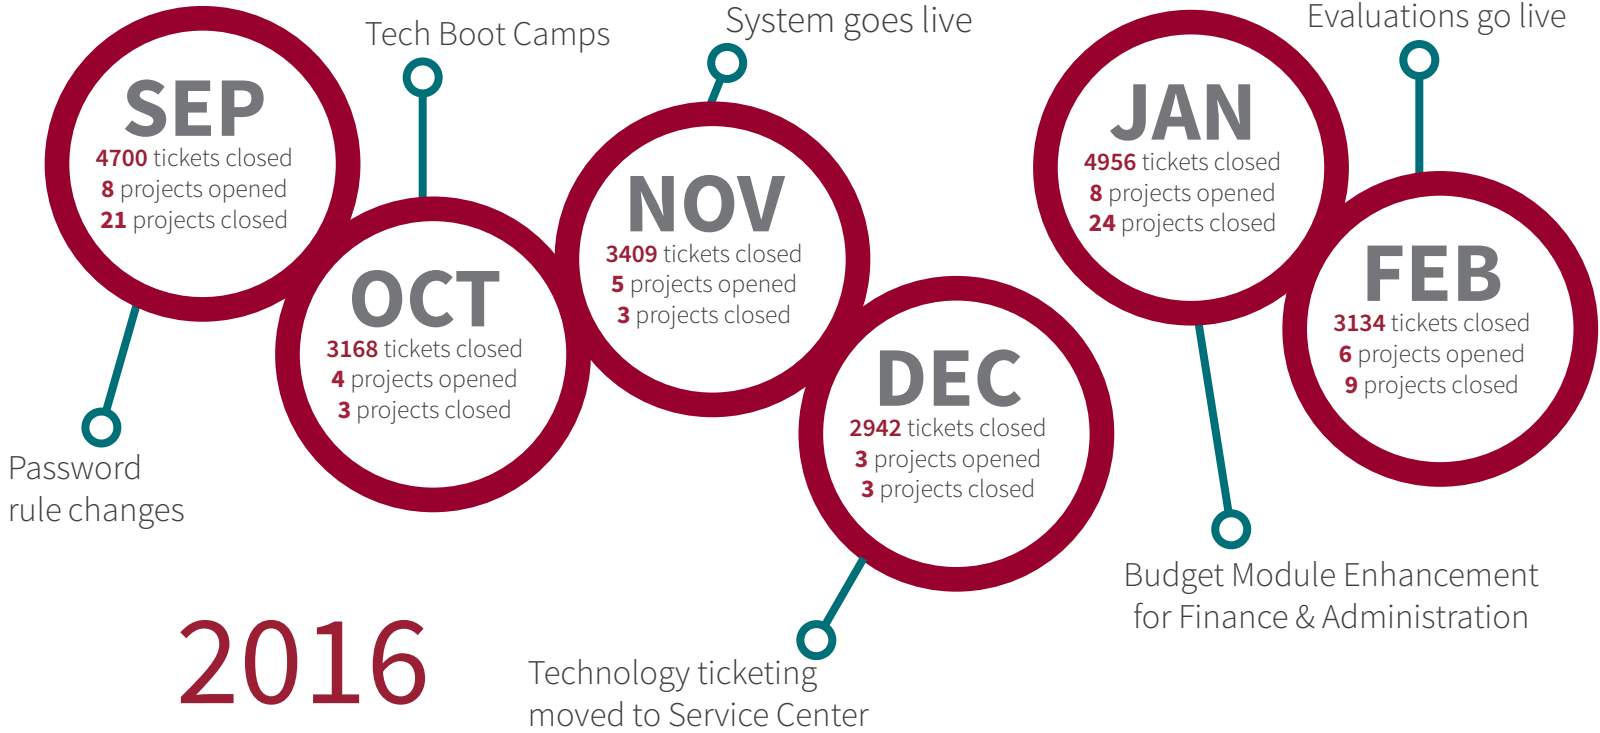 Tech Boot Camps
System goes live
Evaluations go live
SEP
4700 tickets closed
8 projects opened
21 projects closed
OCT
3168 tickets closed
4 projects opened
3 projects closed
NOV
3409 tickets closed
5 projects opened
3 projects closed
DEC
2942 tickets closed
3 projects opened
3 projects closed
JAN
4956 tickets closed
8 projects opened
24 projects closed
FEB
3134 tickets closed
6 projects opened
9 projects closed
Password
rule changes
Budget Module Enhancement
for Finance & Administration
2016
Technology ticketing
moved to Service Center